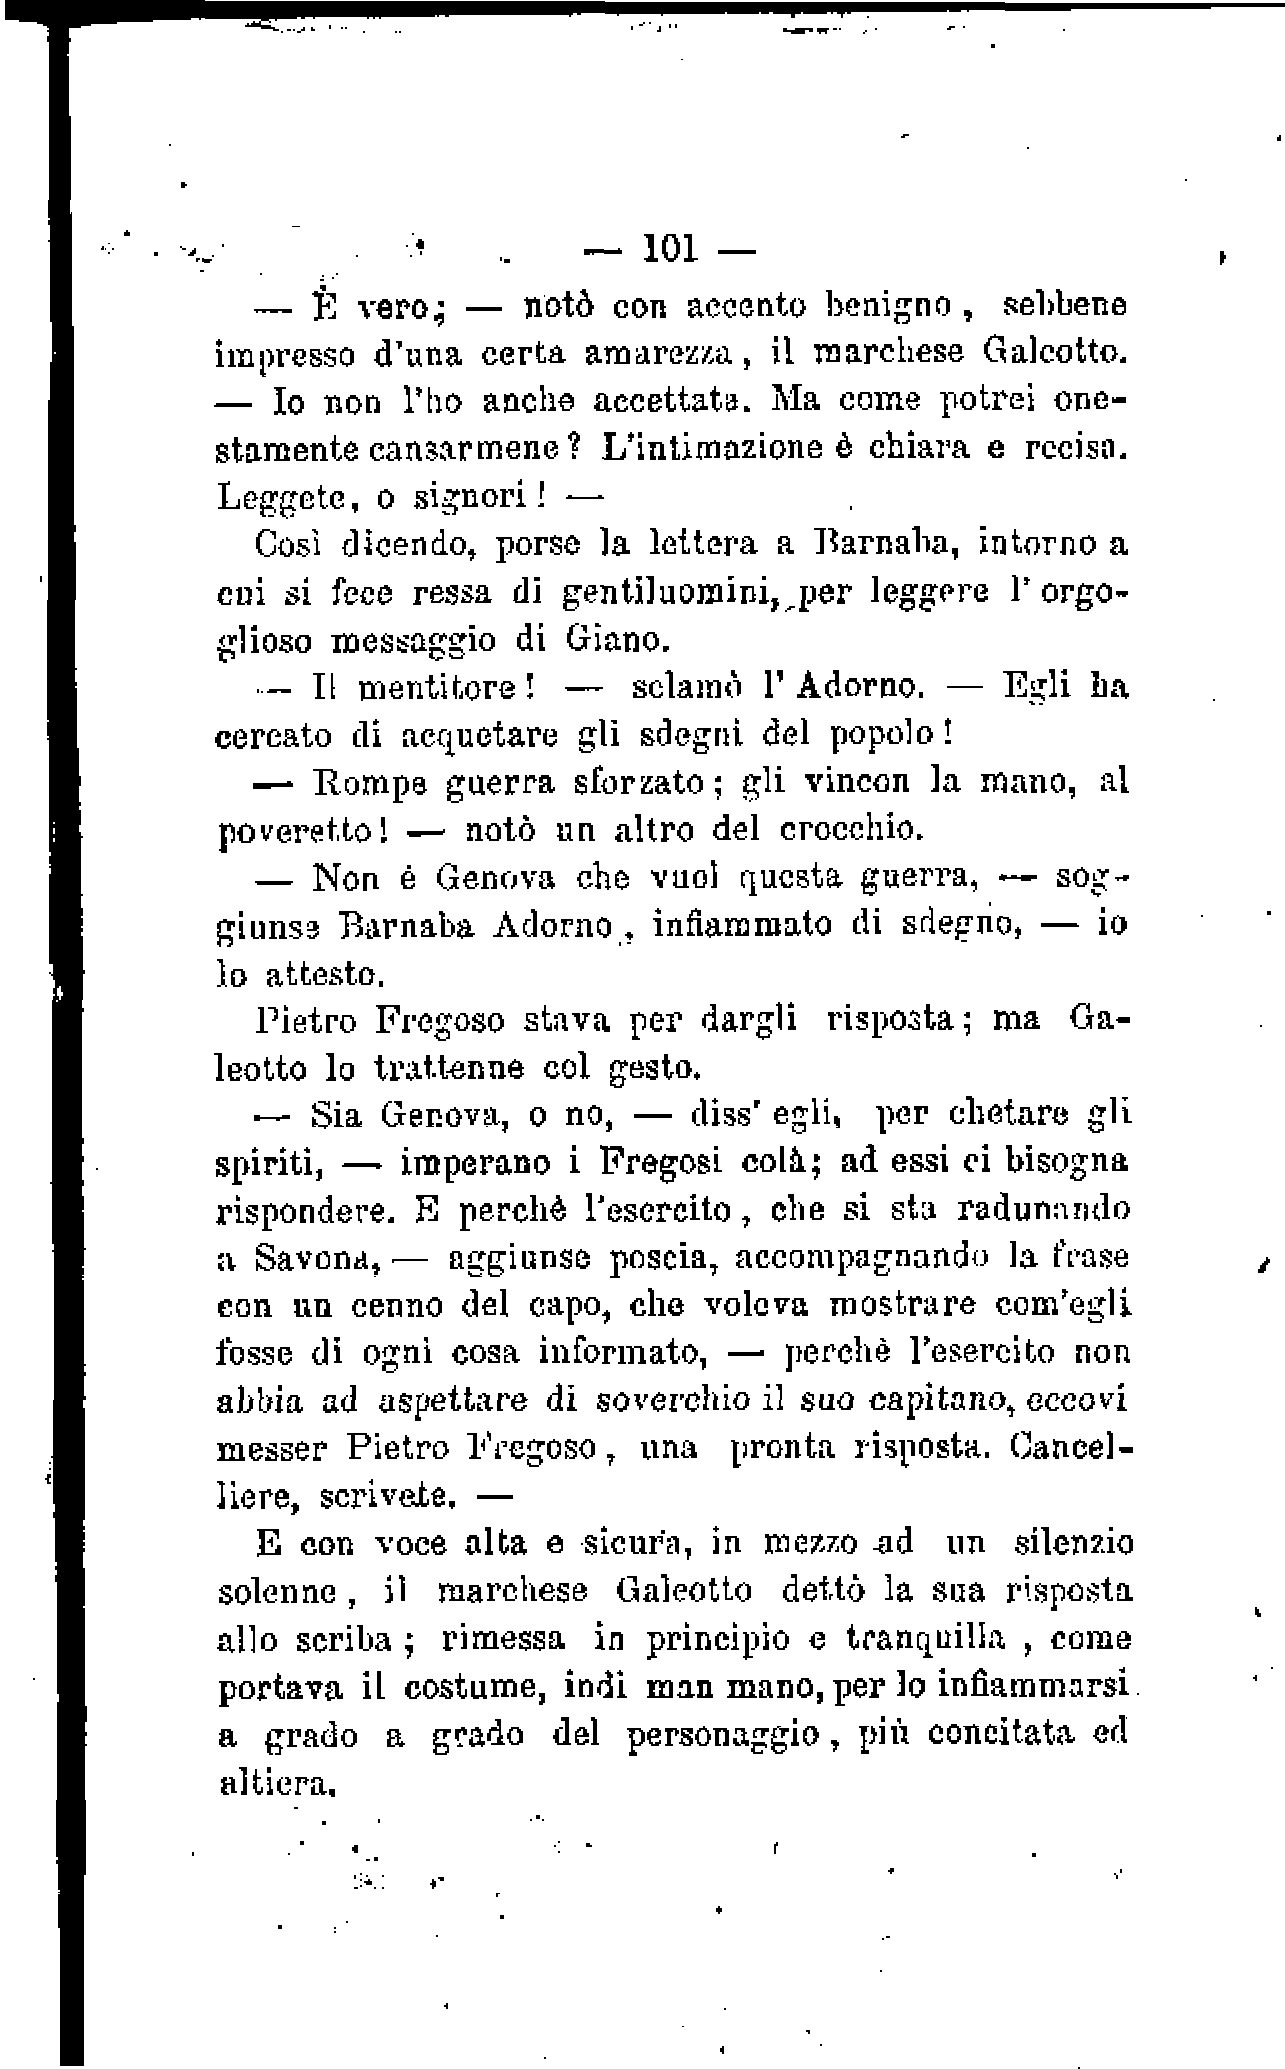 — 101 —
— È vero; — notò con accento benigno, sebbene
impresso d'una certa amarezza, il marchese Galeotto.
— Io non l'ho anche accettata. Ma come potrei one-
stamente cansarmene? L'intimazione è chiara e recisa.
Leggete, o signori! —
Così dicendo, porse la lettera a Barnaba, intorno a
cui si fece ressa di gentiluomini, per leggere l'orgo-
glioso messaggio di Giano.
— Il mentitore! — sclamò l'Adorno. — Egli ha
cercato di acquetare gli sdegni del popolo!
— Rompe guerra sforzato; gli vincon la mano, al
poveretto! — notò un altro del crocchio.
— Non è Genova che vuol questa guerra, — sog-
giunse Barnaba Adorno, infiammato di sdegno, — io
lo attesto.
Pietro Fregoso stava per dargli risposta; ma Ga-
leotto lo trattenne col gesto.
— Sia Genova, o no, — diss'egli, per chetare gli
spiriti, — imperano i Fregosi colà; ad essi ci bisogna
rispondere. E perchè l'esercito, che si sta radunando
a Savona, — aggiunse poscia, accompagnando la frase
con un cenno del capo, che voleva mostrare com'egli
fosse di ogni cosa informato, — perchè l'esercito non
abbia ad aspettare di soverchio il suo capitano, eccovi
messer Pietro Fregoso, una pronta risposta. Cancel-
liere, scrivete. —
E con voce alta e sicura, in mezzo ad un silenzio
solenne, il marchese Galeotto dettò la sua risposta
allo scriba; rimessa in principio e tranquilla, come
portava il costume, indi man mano, per lo infiammarsi
a grado a grado del personaggio, più concitata ed
altiera.